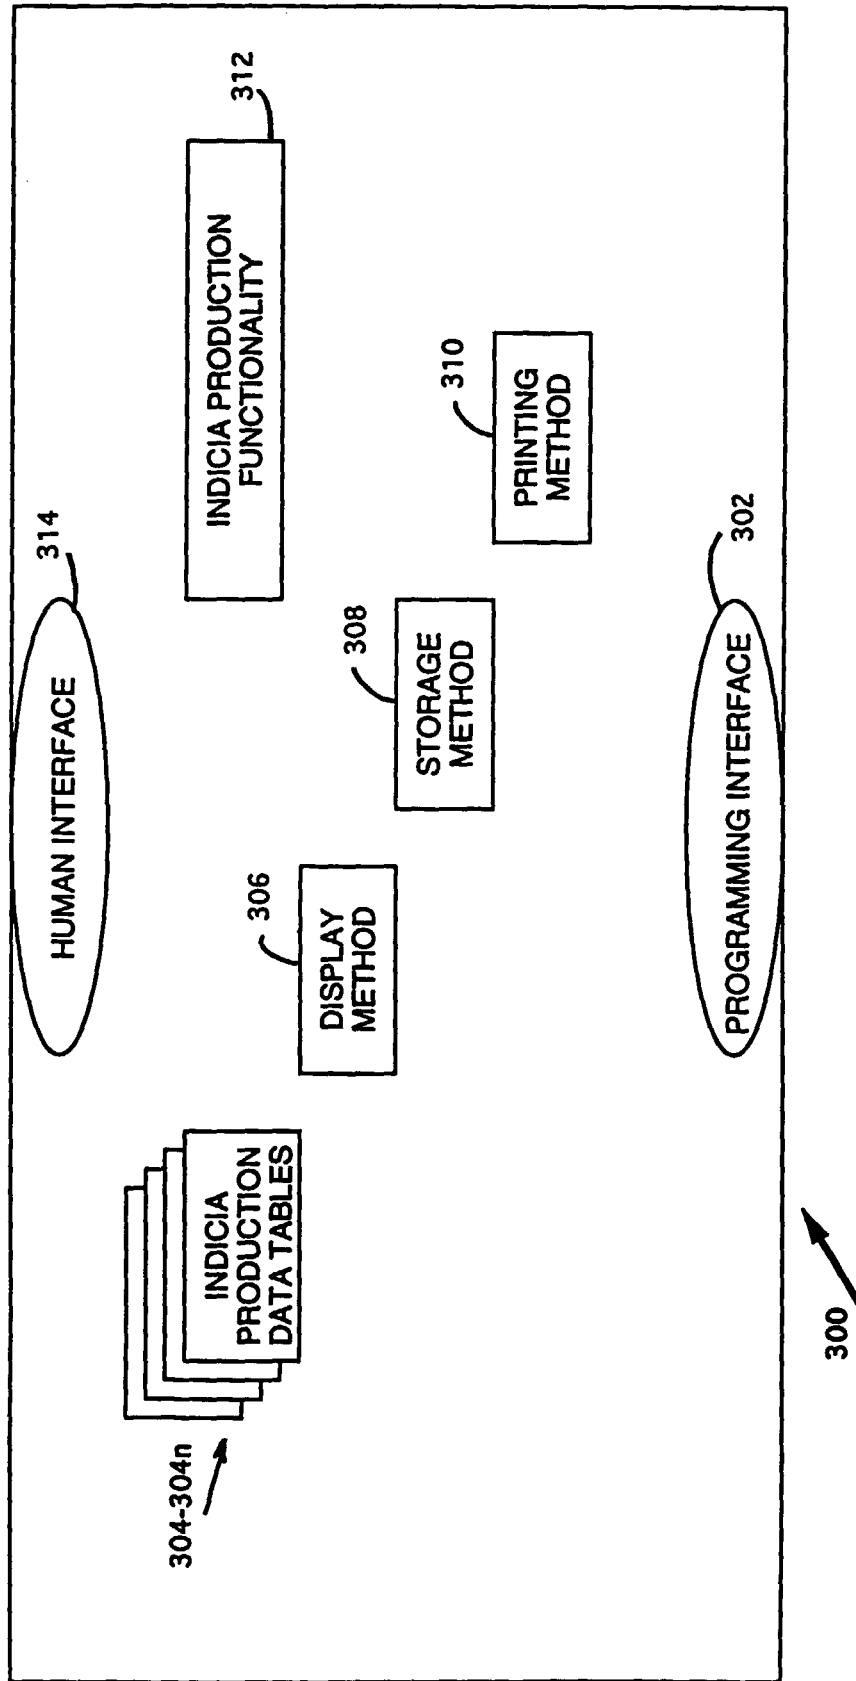 314
HUMAN INTERFACE
312
INDICIA PRODUCTION
FUNCTIONALITY
304-304n
INDICIA
PRODUCTION
DATA TABLES
306
DISPLAY
METHOD
308
STORAGE
METHOD
310
PRINTING
METHOD
302
PROGRAMMING INTERFACE
300